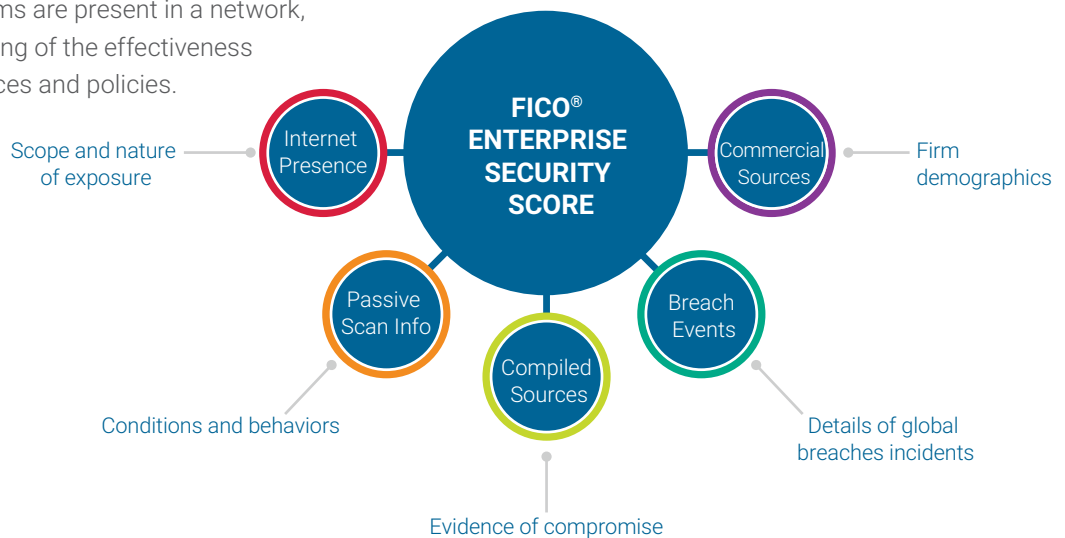 ms are present in a network,
ing of the effectiveness
ces and policies.
FICO®
ENTERPRISE
SECURITY
SCORE
Internet
Presence
Scope and nature
of exposure
Commercial
Sources
Firm
demographics
Passive
Scan Info
Conditions and behaviors
Compiled
Sources
Evidence of compromise
Breach
Events
Details of global
breaches incidents